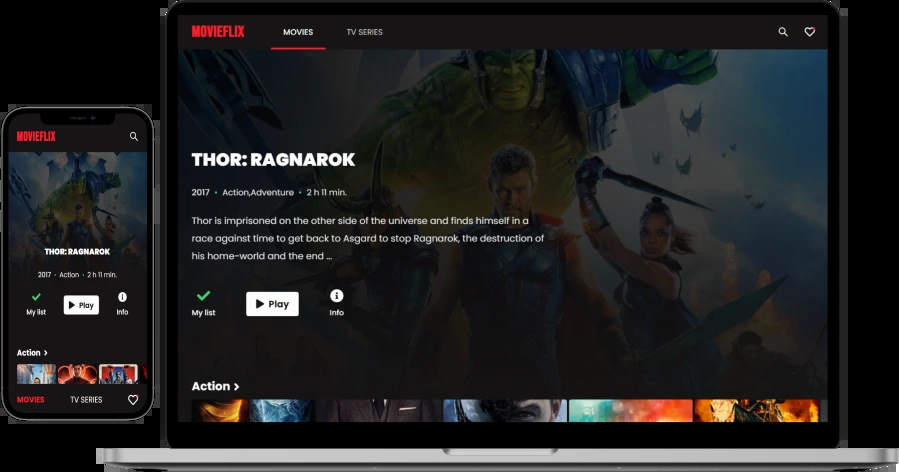 MOVIEFLIX
MOVIES
TV SERIES
THOR: RAGNAROK
2017 • Action,Adventure • 2 h 11 min.
Thor is imprisoned on the other side of the universe and finds himself in a
race against time to get back to Asgard to stop Ragnarok, the destruction of
his home-world and the end ...
My list
Play
Info
Action >
MOVIEFLIX
THOR: RAGNAROK
2017 • Action • 2 h 11 min.
My list
Play
Info
Action >
MOVIES
TV SERIES